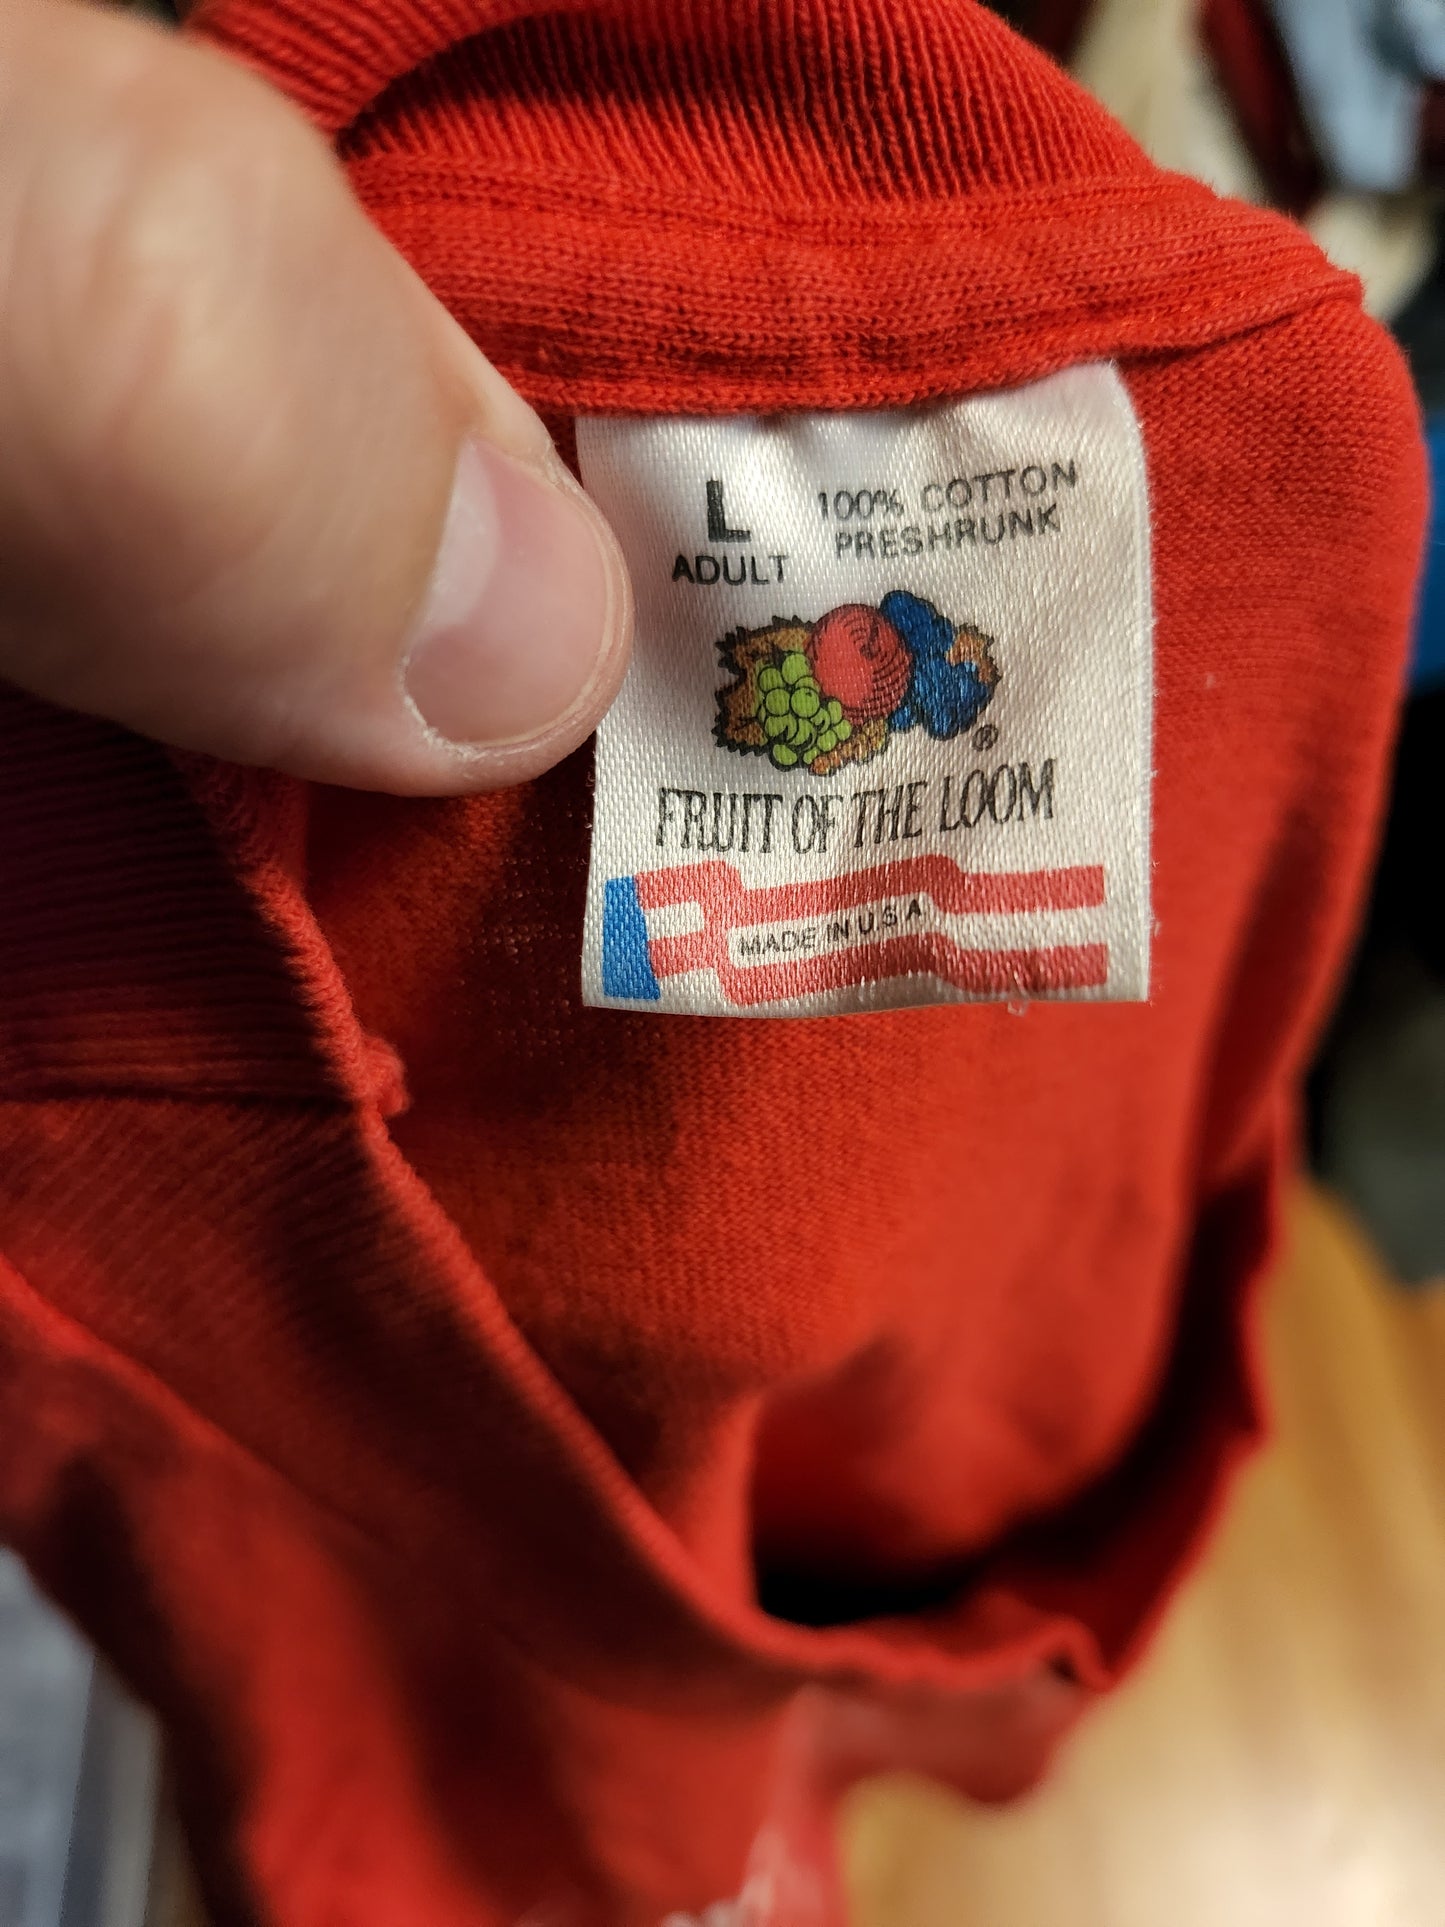 L
ADULT
100% COTTON
PRESHRUNK
®
FRUIT OF THE LOOM
MADE IN U S A